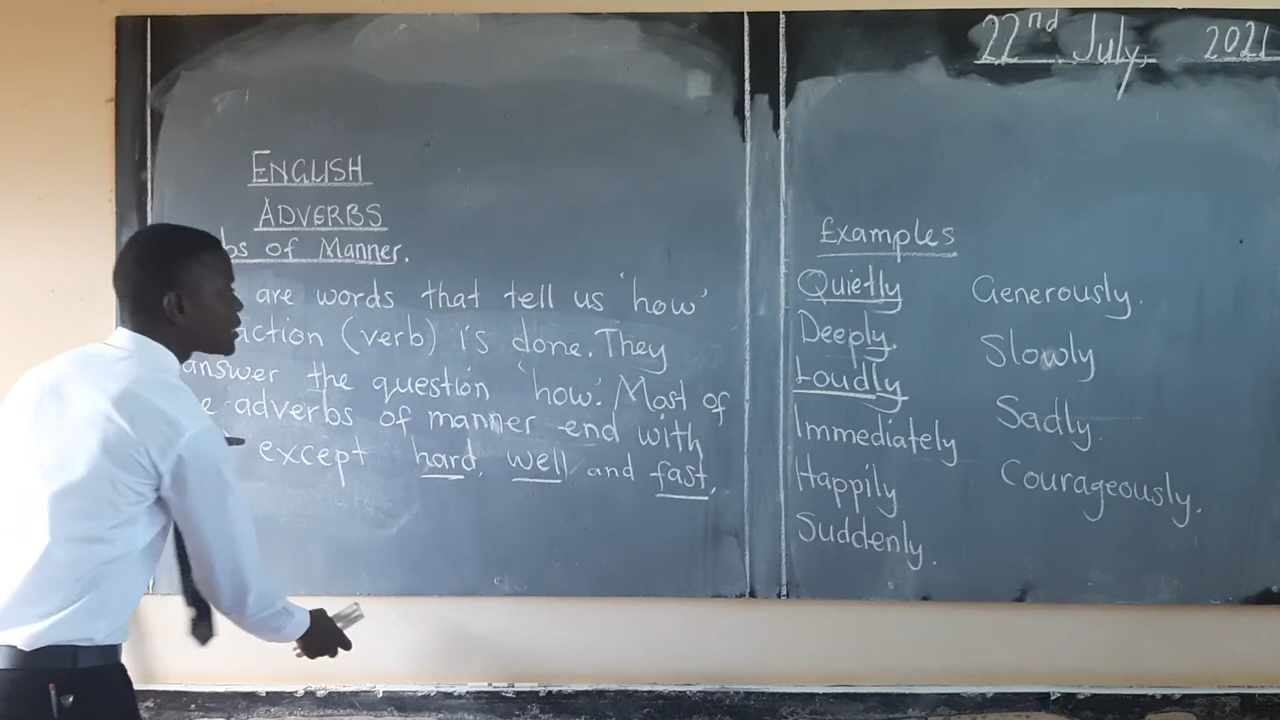 22nd July, 2021
ENGLISH
ADVERBS
bs of Manner.
are words that tell us 'how'
action (verb) is done. They
answer the question 'how'. Most of
e adverbs of manner end with
except hard, well and fast,
Examples
Quietly
Deeply.
Loudly
Immediately
Happily
Suddenly.
Generously.
Slowly
Sadly.
Courageously.